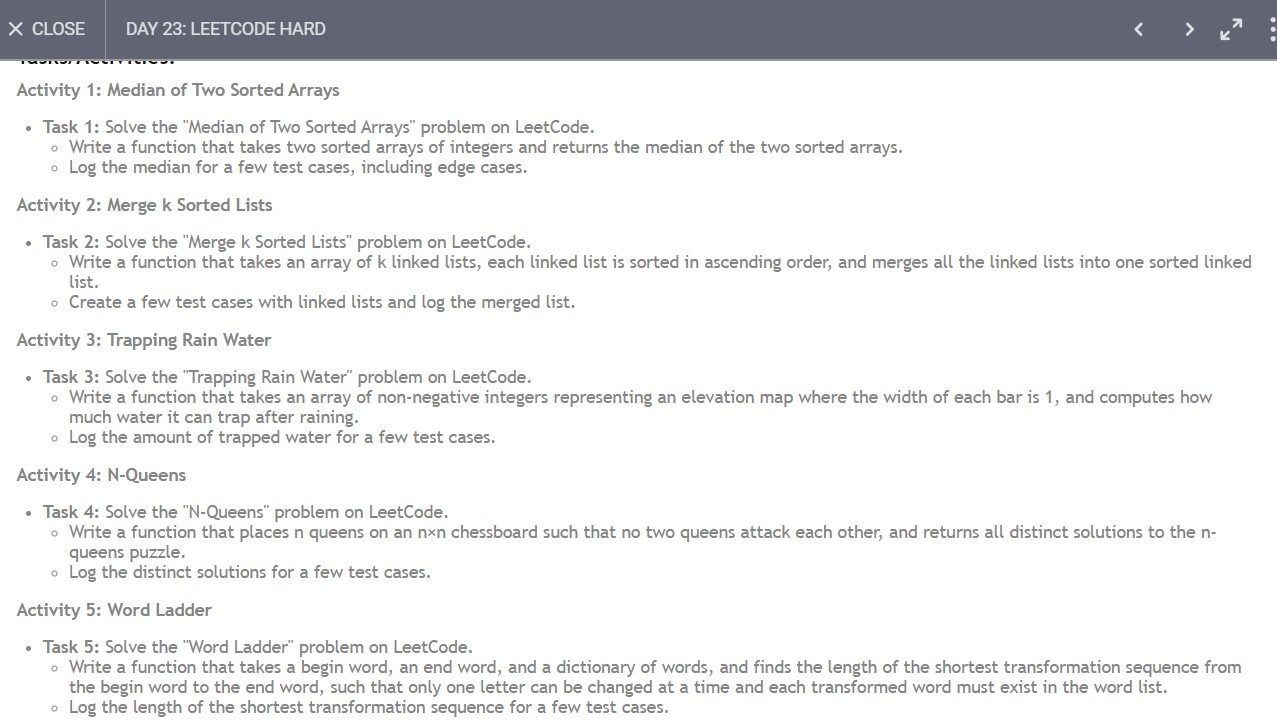 CLOSE
DAY 23: LEETCODE HARD
Tasks/Activities:
Activity 1: Median of Two Sorted Arrays
Task 1: Solve the "Median of Two Sorted Arrays" problem on LeetCode.
Write a function that takes two sorted arrays of integers and returns the median of the two sorted arrays.
Log the median for a few test cases, including edge cases.
Activity 2: Merge k Sorted Lists
Task 2: Solve the "Merge k Sorted Lists" problem on LeetCode.
Write a function that takes an array of k linked lists, each linked list is sorted in ascending order, and merges all the linked lists into one sorted linked
list.
Create a few test cases with linked lists and log the merged list.
Activity 3: Trapping Rain Water
Task 3: Solve the "Trapping Rain Water" problem on LeetCode.
Write a function that takes an array of non-negative integers representing an elevation map where the width of each bar is 1, and computes how
much water it can trap after raining.
Log the amount of trapped water for a few test cases.
Activity 4: N-Queens
Task 4: Solve the "N-Queens" problem on LeetCode.
Write a function that places n queens on an n×n chessboard such that no two queens attack each other, and returns all distinct solutions to the n-
queens puzzle.
Log the distinct solutions for a few test cases.
Activity 5: Word Ladder
Task 5: Solve the "Word Ladder" problem on LeetCode.
Write a function that takes a begin word, an end word, and a dictionary of words, and finds the length of the shortest transformation sequence from
the begin word to the end word, such that only one letter can be changed at a time and each transformed word must exist in the word list.
Log the length of the shortest transformation sequence for a few test cases.